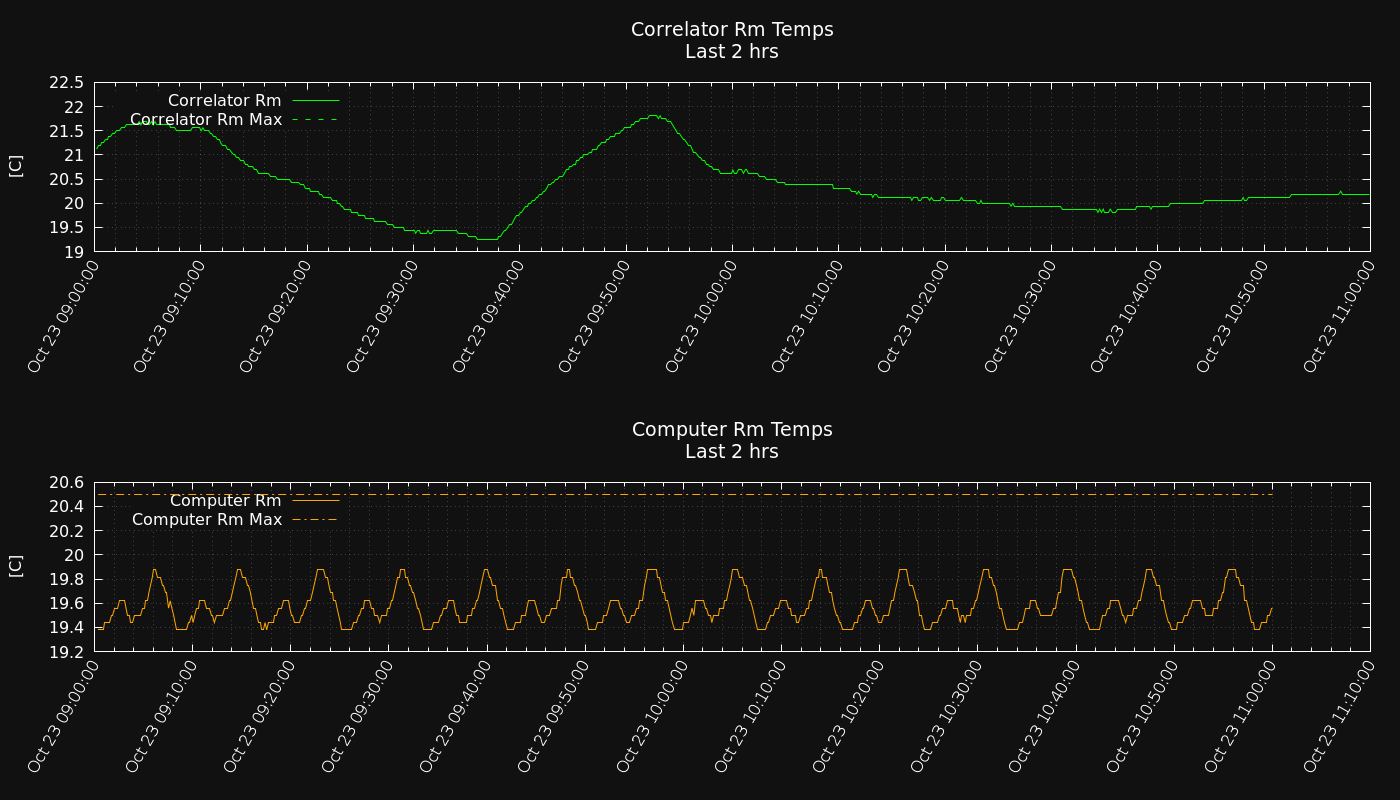 Correlator Rm Temps
Last 2 hrs
22.5
22
21.5
21
20.5
20
19.5
19
[C]
Correlator Rm
Correlator Rm Max
Oct 23 09:00:00
Oct 23 09:10:00
Oct 23 09:20:00
Oct 23 09:30:00
Oct 23 09:40:00
Oct 23 09:50:00
Oct 23 10:00:00
Oct 23 10:10:00
Oct 23 10:20:00
Oct 23 10:30:00
Oct 23 10:40:00
Oct 23 10:50:00
Oct 23 11:00:00
Computer Rm Temps
Last 2 hrs
20.6
20.4
20.2
20
19.8
19.6
19.4
19.2
[C]
Computer Rm
Computer Rm Max
Oct 23 09:00:00
Oct 23 09:10:00
Oct 23 09:20:00
Oct 23 09:30:00
Oct 23 09:40:00
Oct 23 09:50:00
Oct 23 10:00:00
Oct 23 10:10:00
Oct 23 10:20:00
Oct 23 10:30:00
Oct 23 10:40:00
Oct 23 10:50:00
Oct 23 11:00:00
Oct 23 11:10:00